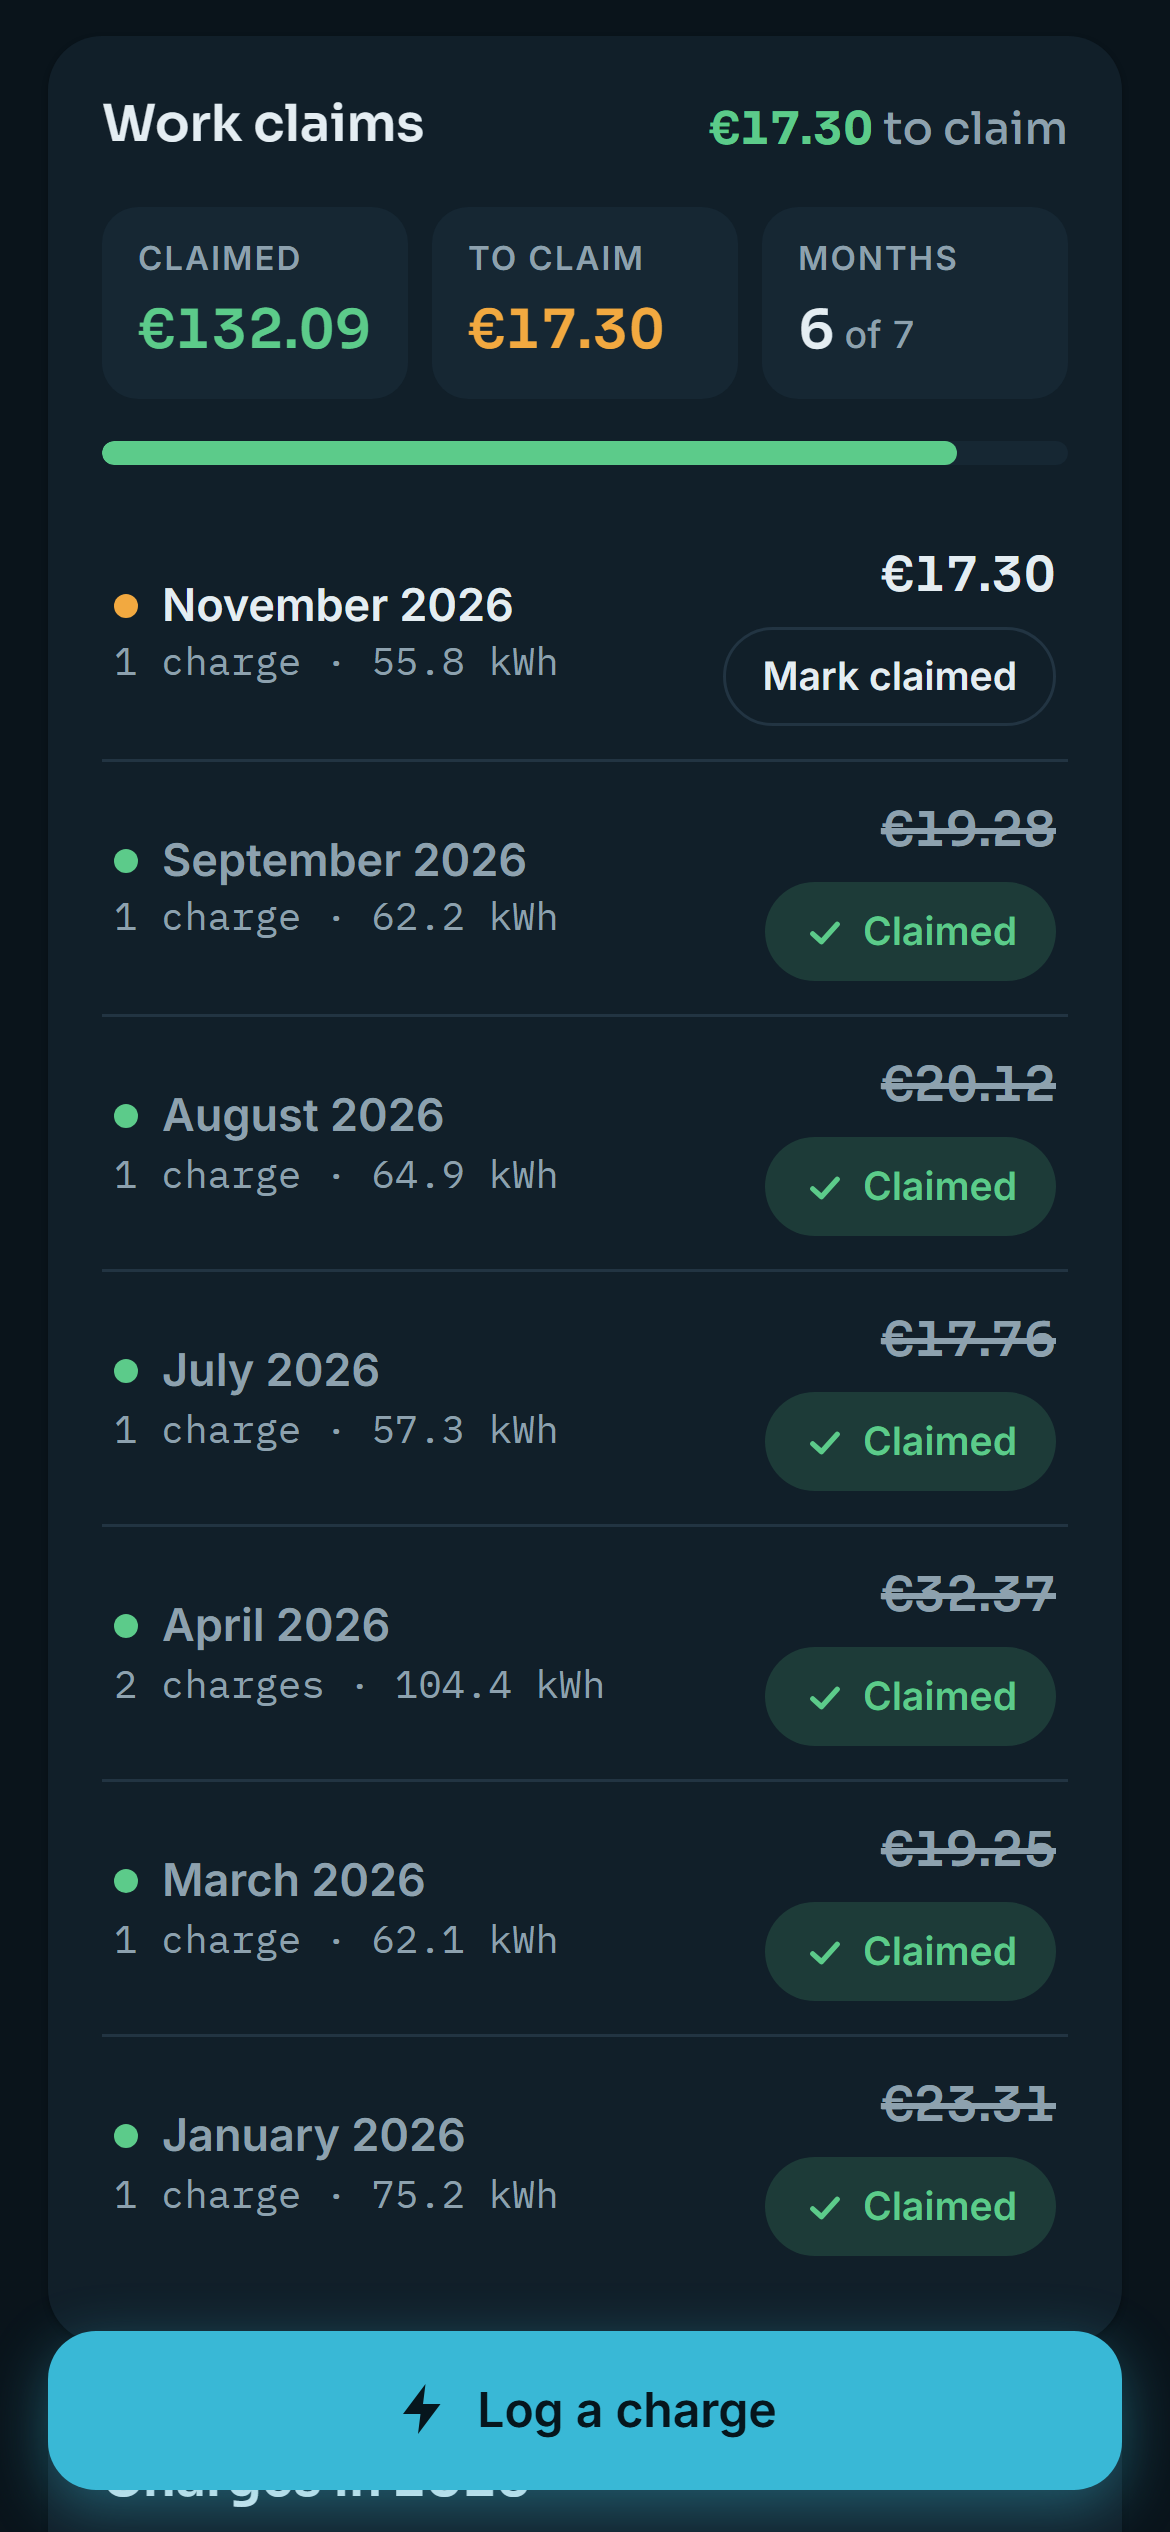 Work claims
€17.30 to claim
CLAIMED
€132.09
TO CLAIM
€17.30
MONTHS
6 of 7
November 2026
1 charge · 55.8 kWh
€17.30
Mark claimed
September 2026
1 charge · 62.2 kWh
€19.28
Claimed
August 2026
1 charge · 64.9 kWh
€20.12
Claimed
July 2026
1 charge · 57.3 kWh
€17.76
Claimed
April 2026
2 charges · 104.4 kWh
€32.37
Claimed
March 2026
1 charge · 62.1 kWh
€19.25
Claimed
January 2026
1 charge · 75.2 kWh
€23.31
Claimed
Log a charge